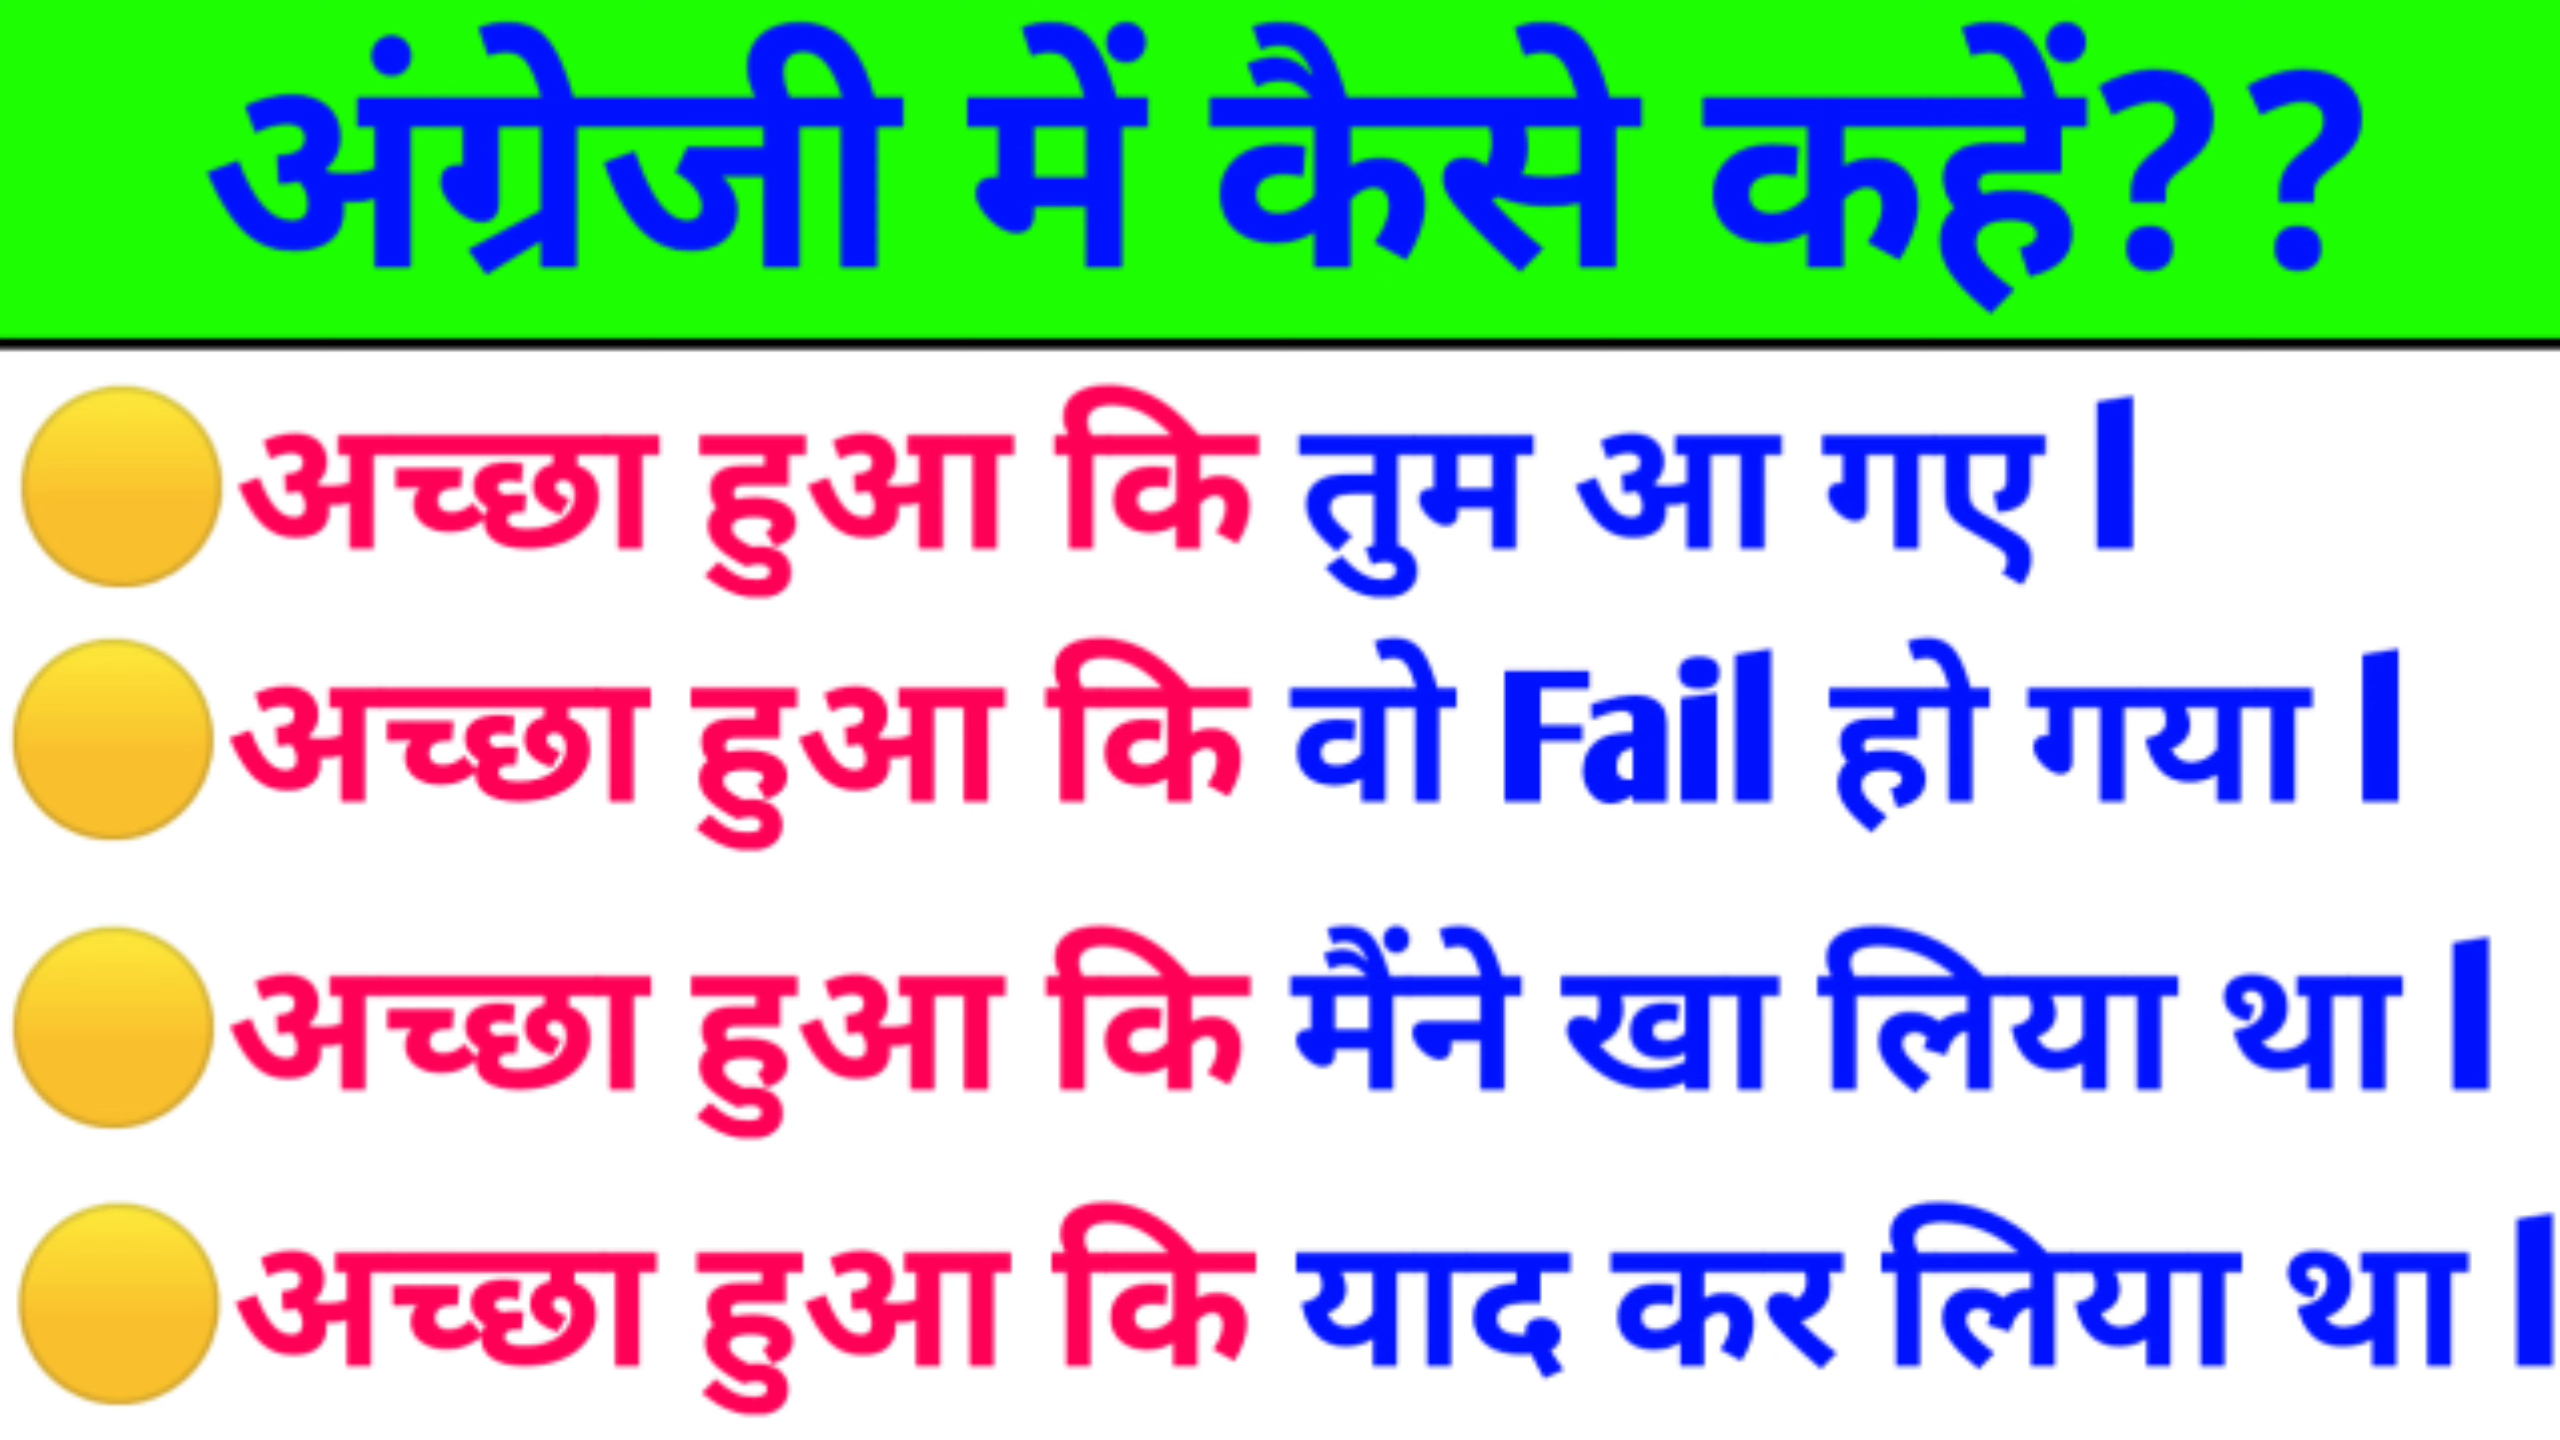 अंग्रेजी में कैसे कहें??
अच्छा हुआ कि तुम आ गए।
अच्छा हुआ कि वो Fail हो गया।
अच्छा हुआ कि मैंने खा लिया था।
अच्छा हुआ कि याद कर लिया था।